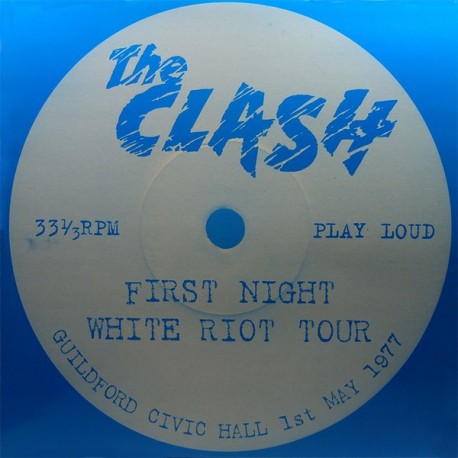 The
CLASH
33⅓RPM
PLAY LOUD
FIRST NIGHT
WHITE RIOT TOUR
GUILDFORD CIVIC HALL 1st MAY 1977